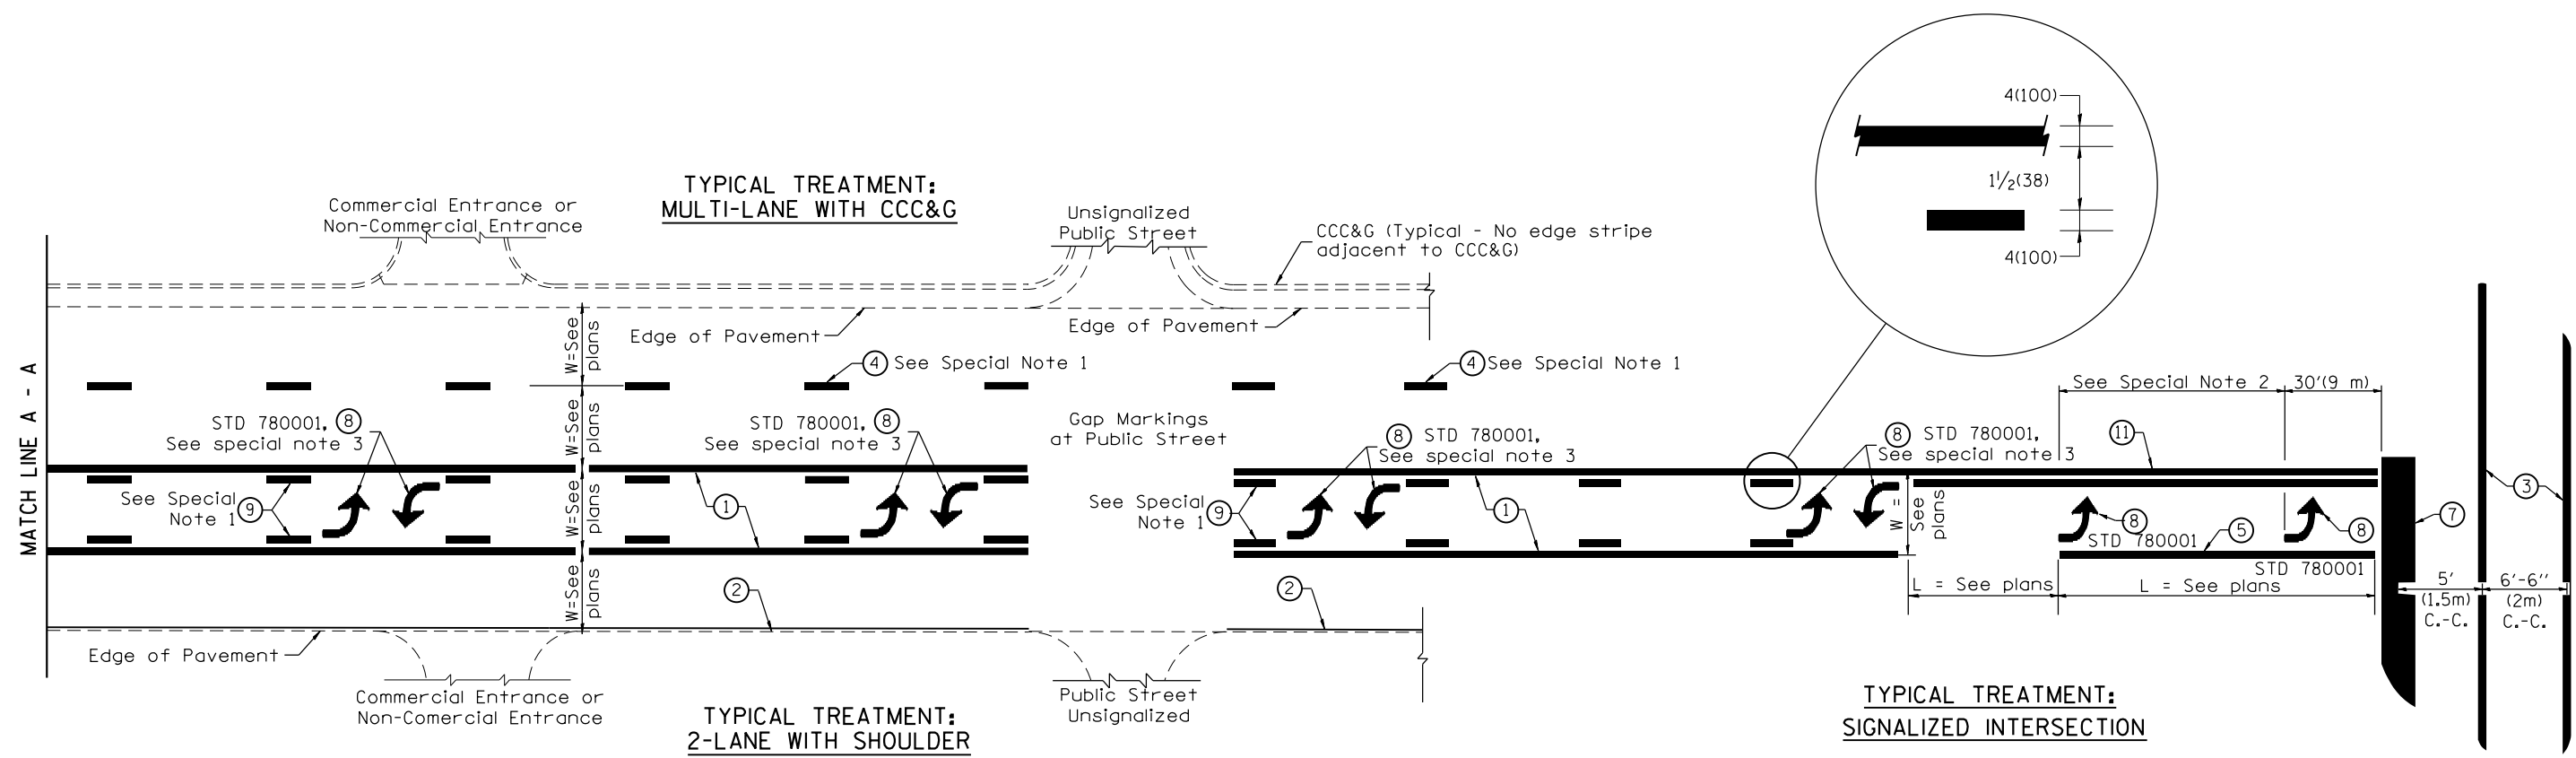 4(100)
1 1/2(38)
4(100)
TYPICAL TREATMENT:
MULTI-LANE WITH CCC&G
Commercial Entrance or
Non-Commercial Entrance
Unsignalized
Public Street
CCC&G (Typical - No edge stripe
adjacent to CCC&G)
Edge of Pavement
Edge of Pavement
W=See
plans
4 See Special Note 1
4 See Special Note 1
MATCH LINE A - A
STD 780001, 8
See special note 3
W=See
plans
STD 780001, 8
See special note 3
Gap Markings
at Public Street
8 STD 780001,
See special note 3
8 STD 780001,
See special note 3
See Special Note 2
30'(9 m)
11
See Special
Note 1
9
W=See
plans
1
See Special
Note 1
9
1
W =
See
plans
8
STD 780001
5
8
STD 780001
7
3
L = See plans
L = See plans
5'
(1.5m)
C.-C.
6'-6"
(2m)
C.-C.
W=See
plans
2
2
Edge of Pavement
Commercial Entrance or
Non-Comercial Entrance
Public Street
Unsignalized
TYPICAL TREATMENT:
2-LANE WITH SHOULDER
TYPICAL TREATMENT:
SIGNALIZED INTERSECTION